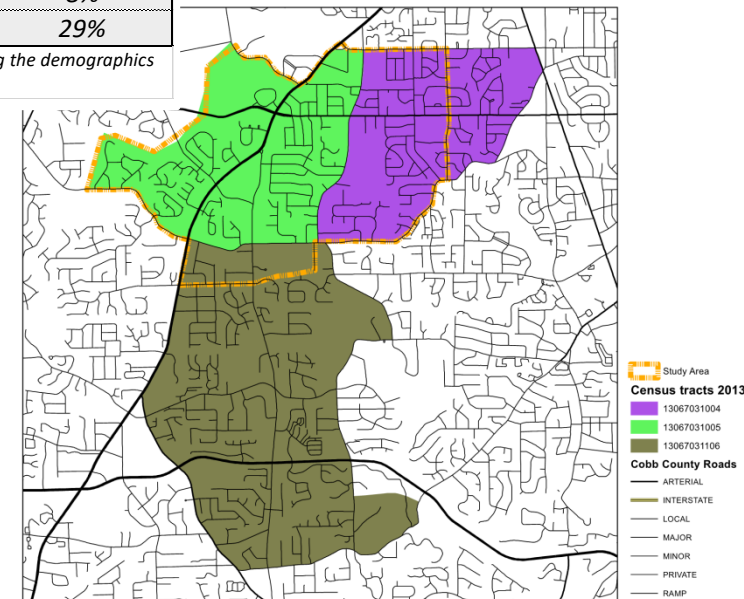 29%
g the demographics
Study Area
Census tracts 2013
13067031004
13067031005
13067031106
Cobb County Roads
ARTERIAL
INTERSTATE
LOCAL
MAJOR
MINOR
PRIVATE
RAMP